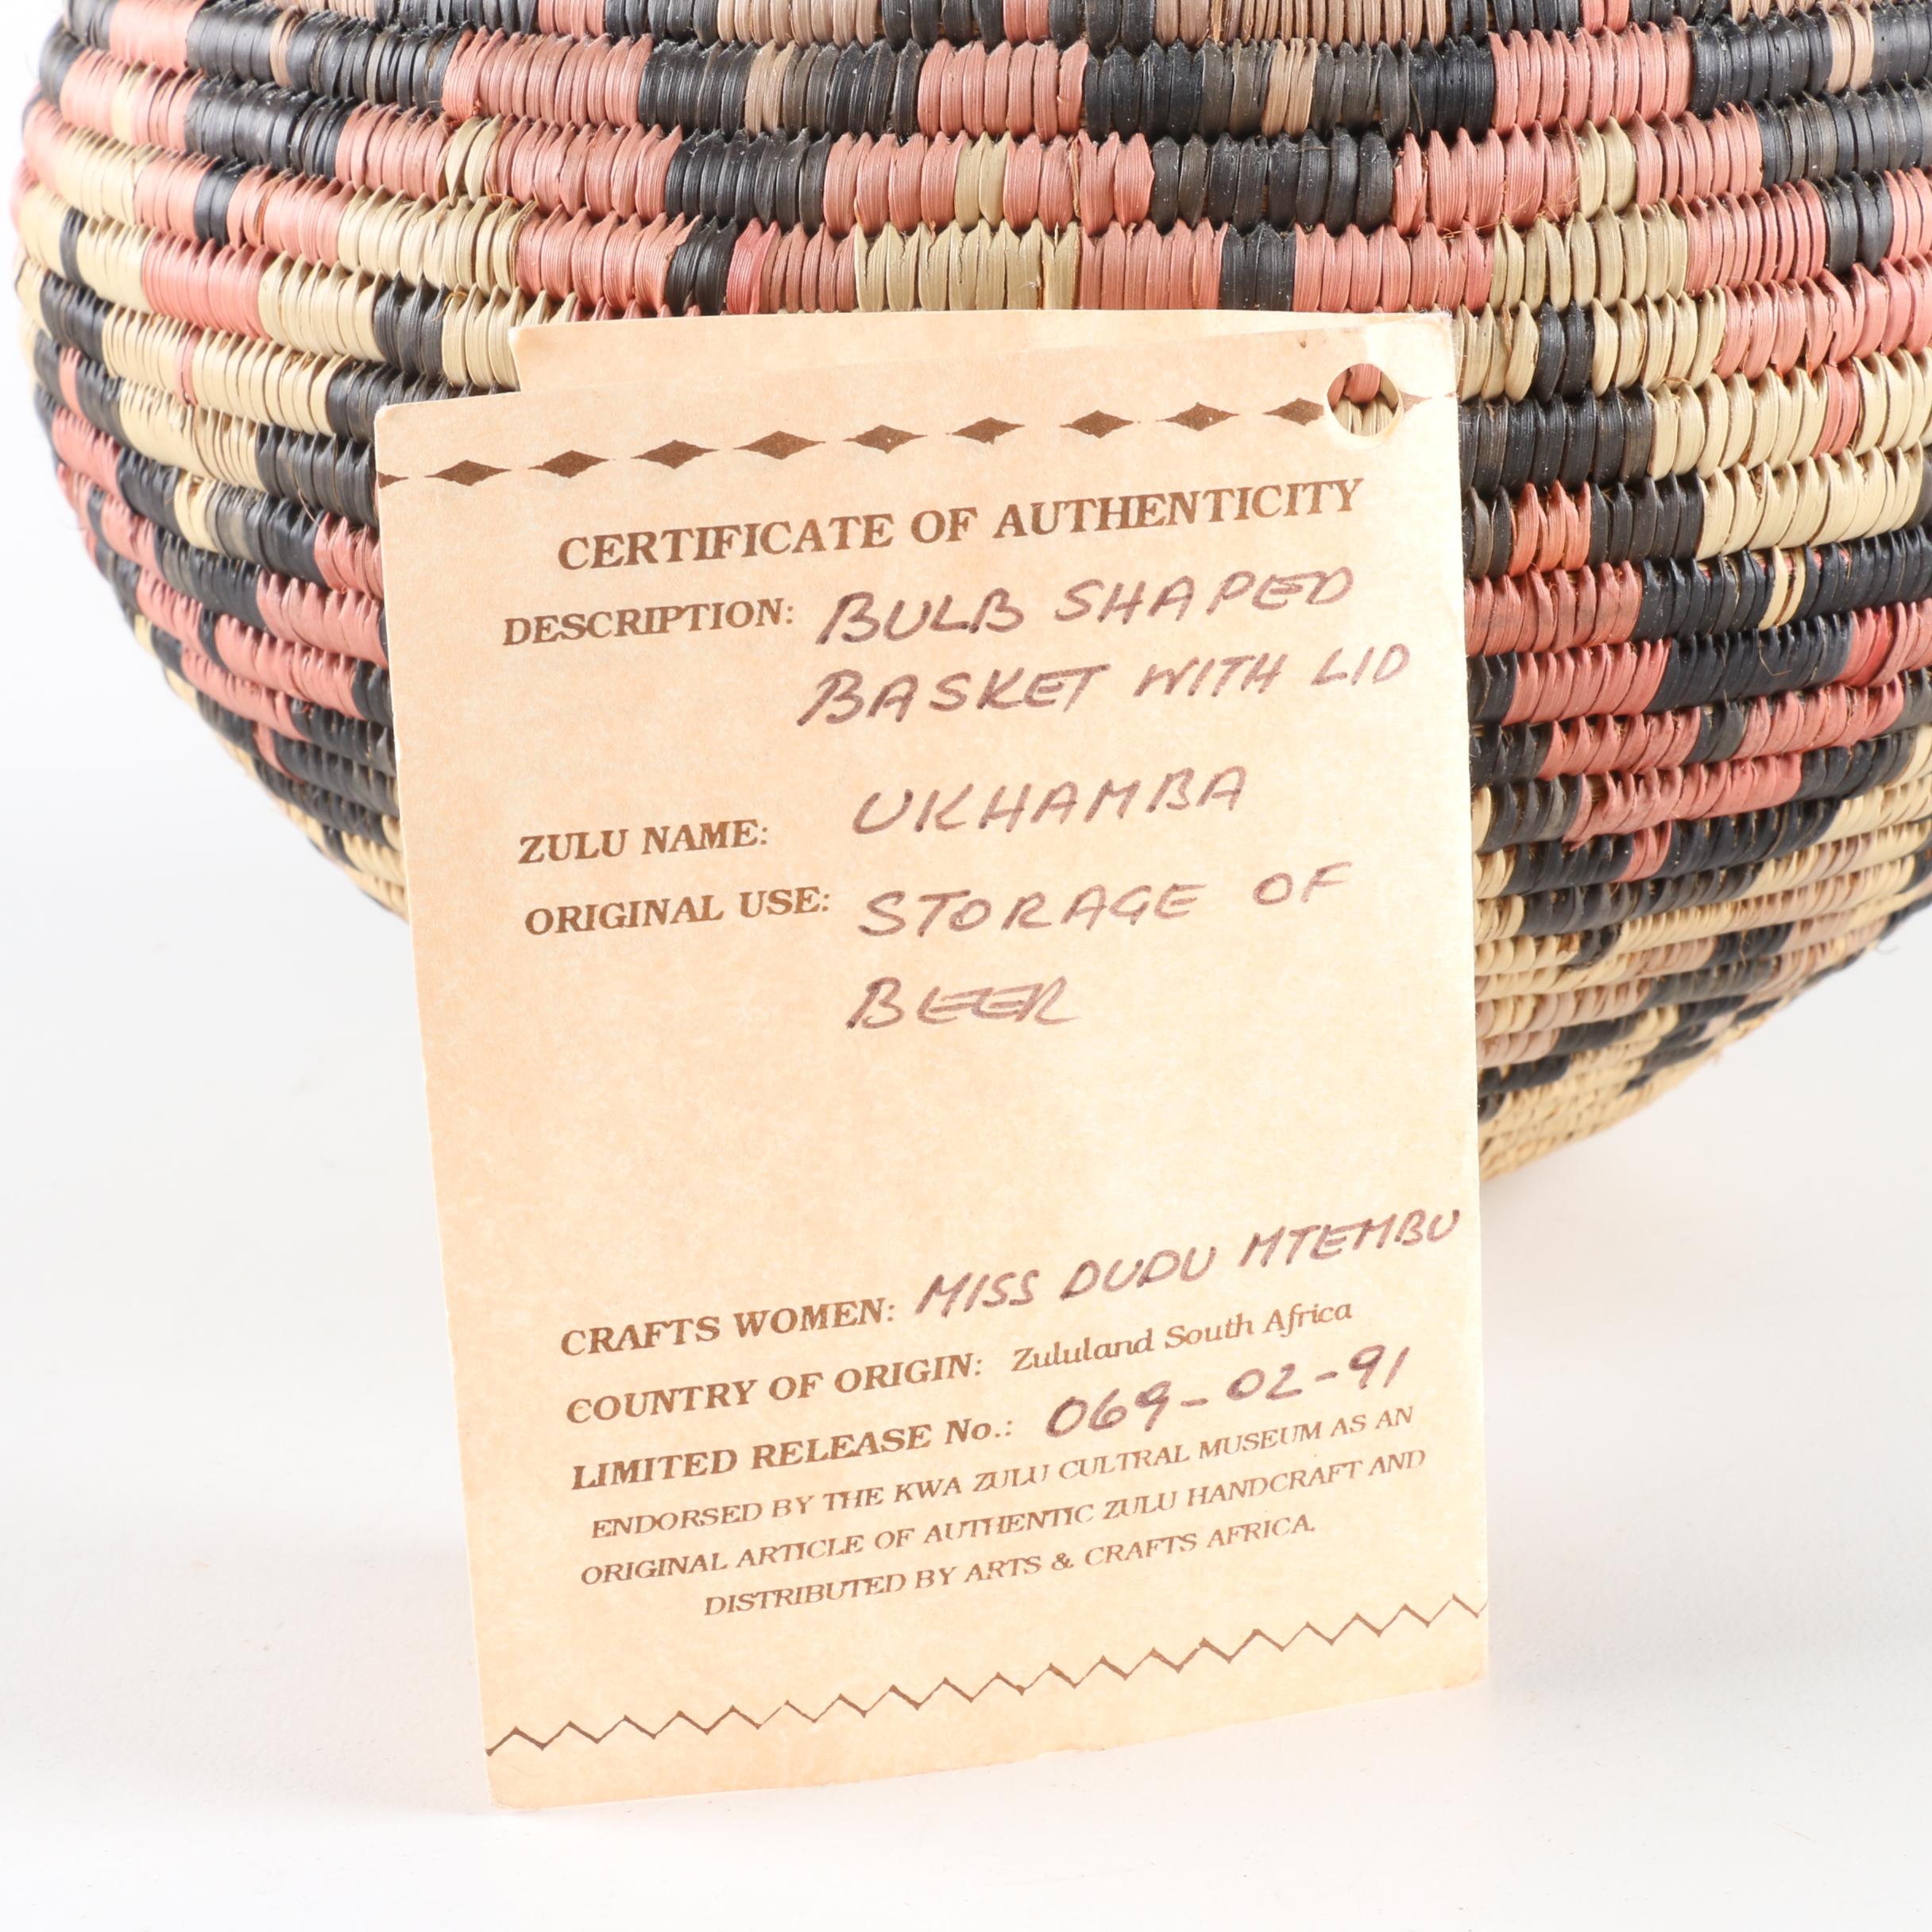 CERTIFICATE OF AUTHENTICITY
DESCRIPTION: BULB SHAPED
BASKET WITH LID
ZULU NAME: UKHAMBA
ORIGINAL USE: STORAGE OF
BEER
CRAFTS WOMEN: MISS DUDU MTEMBU
COUNTRY OF ORIGIN: Zululand South Africa
LIMITED RELEASE No.: 069-02-91
ENDORSED BY THE KWA ZULU CULTRAL MUSEUM AS AN
ORIGINAL ARTICLE OF AUTHENTIC ZULU HANDCRAFT AND
DISTRIBUTED BY ARTS & CRAFTS AFRICA.